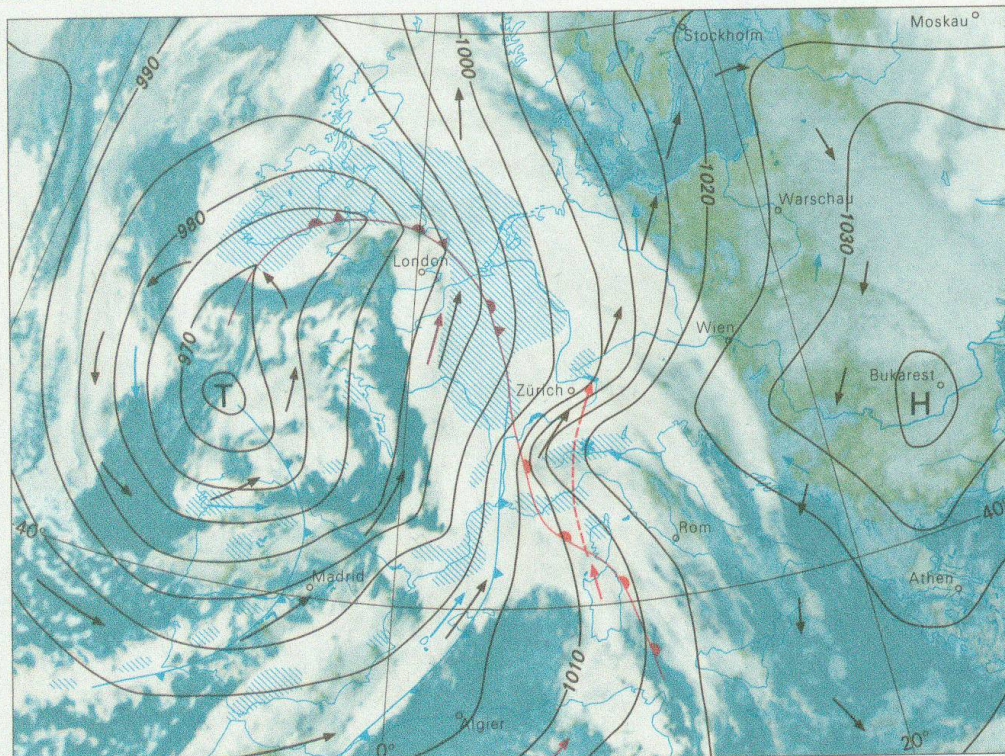 Moskau
Stockholm
990
1000
1020
Warschau
980
1030
London
Wien
970
T
Zürich
Bukarest
H
40°
40°
Rom
Madrid
Athen
1010
Algier
0°
20°